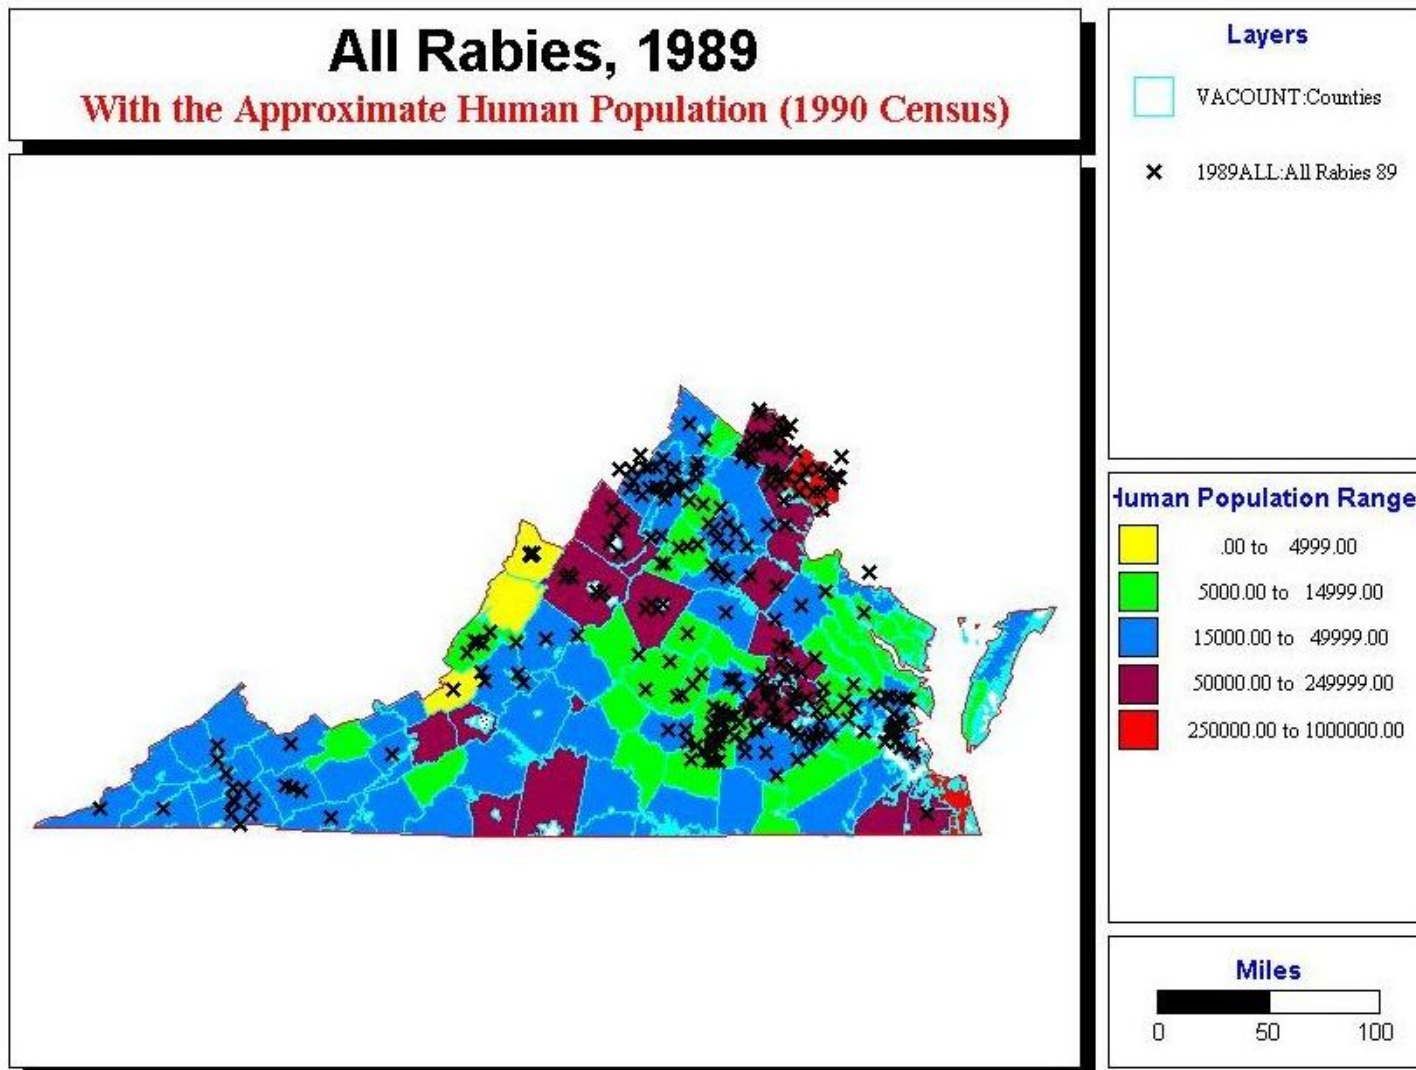 All Rabies, 1989
With the Approximate Human Population (1990 Census)
Layers
VACOUNT:Counties
1989ALL:All Rabies 89
Human Population Range
.00 to 4999.00
5000.00 to 14999.00
15000.00 to 49999.00
50000.00 to 249999.00
250000.00 to 1000000.00
Miles
0 50 100